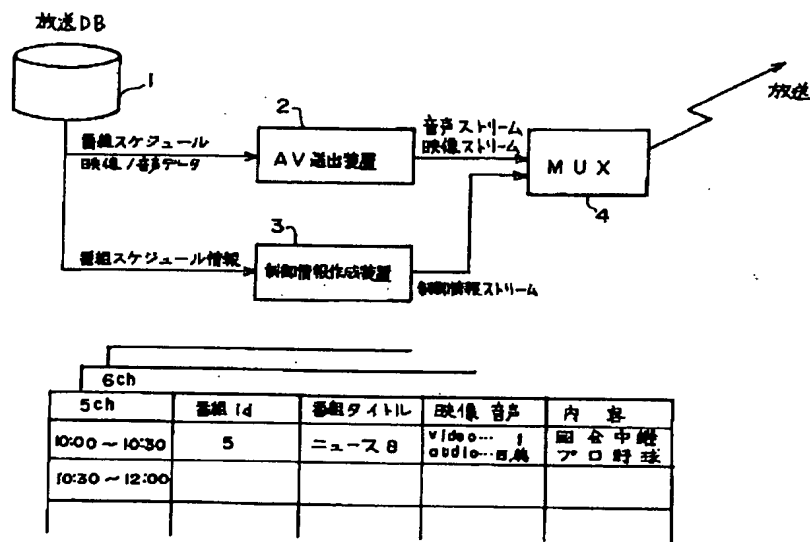 放送DB
1
番組スケジュール
映像/音声データ
2
AV送出装置
音声ストリーム
映像ストリーム
MUX
4
放送
番組スケジュール情報
3
制御情報作成装置
制御情報ストリーム
6ch
5ch 番組id 番組タイトル 映像 音声 内容
10:00~10:30 5 ニュース8 video… 1 国会中継
audio… プロ野球
10:30~12:00